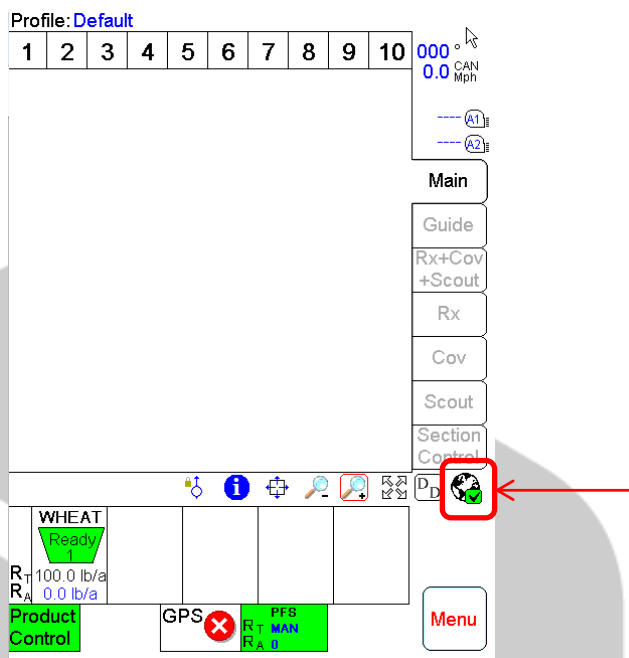 Profile: Default
1 2 3 4 5 6 7 8 9 10
000 °
0.0 CAN Mph
---- A1
---- A2
Main
Guide
Rx+Cov
+Scout
Rx
Cov
Scout
Section
Control
i
DD
WHEAT
Ready
1
RT 100.0 lb/a
RA 0.0 lb/a
Product
Control
GPS
PFS
RT MAN
RA 0
Menu